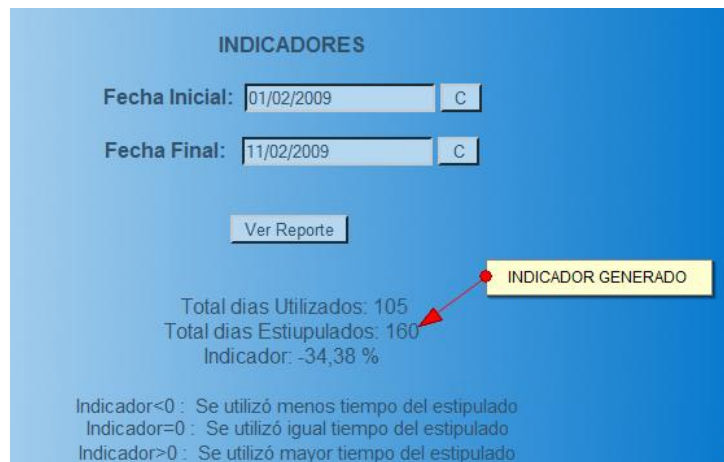 INDICADORES
Fecha Inicial: 01/02/2009 C
Fecha Final: 11/02/2009 C
Ver Reporte
INDICADOR GENERADO
Total dias Utilizados: 105
Total dias Estiupulados: 160
Indicador: -34,38 %
Indicador<0 : Se utilizó menos tiempo del estipulado
Indicador=0 : Se utilizó igual tiempo del estipulado
Indicador>0 : Se utilizó mayor tiempo del estipulado